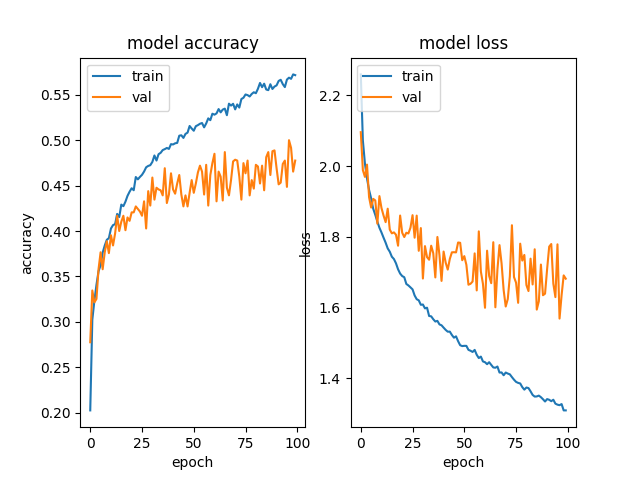 model accuracy
train
val
0.55
0.50
0.45
0.40
0.35
0.30
0.25
0.20
accuracy
0
25
50
75
100
epoch
model loss
train
val
2.2
2.0
1.8
1.6
1.4
loss
0
25
50
75
100
epoch